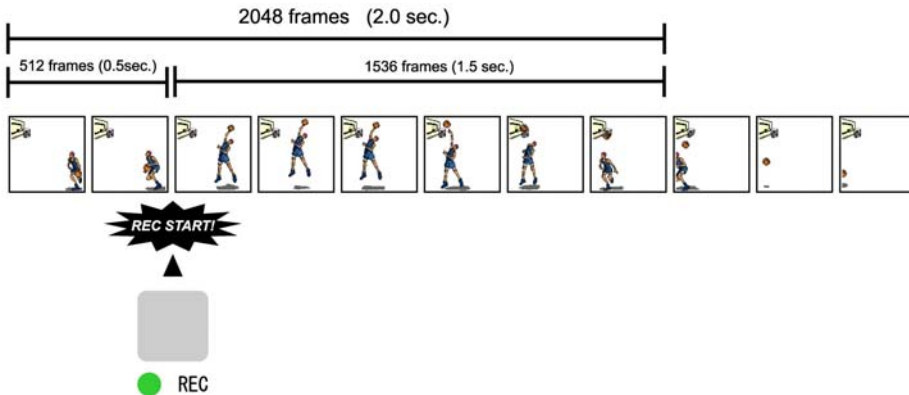 2048 frames (2.0 sec.)
512 frames (0.5sec.)
1536 frames (1.5 sec.)
REC START!
REC